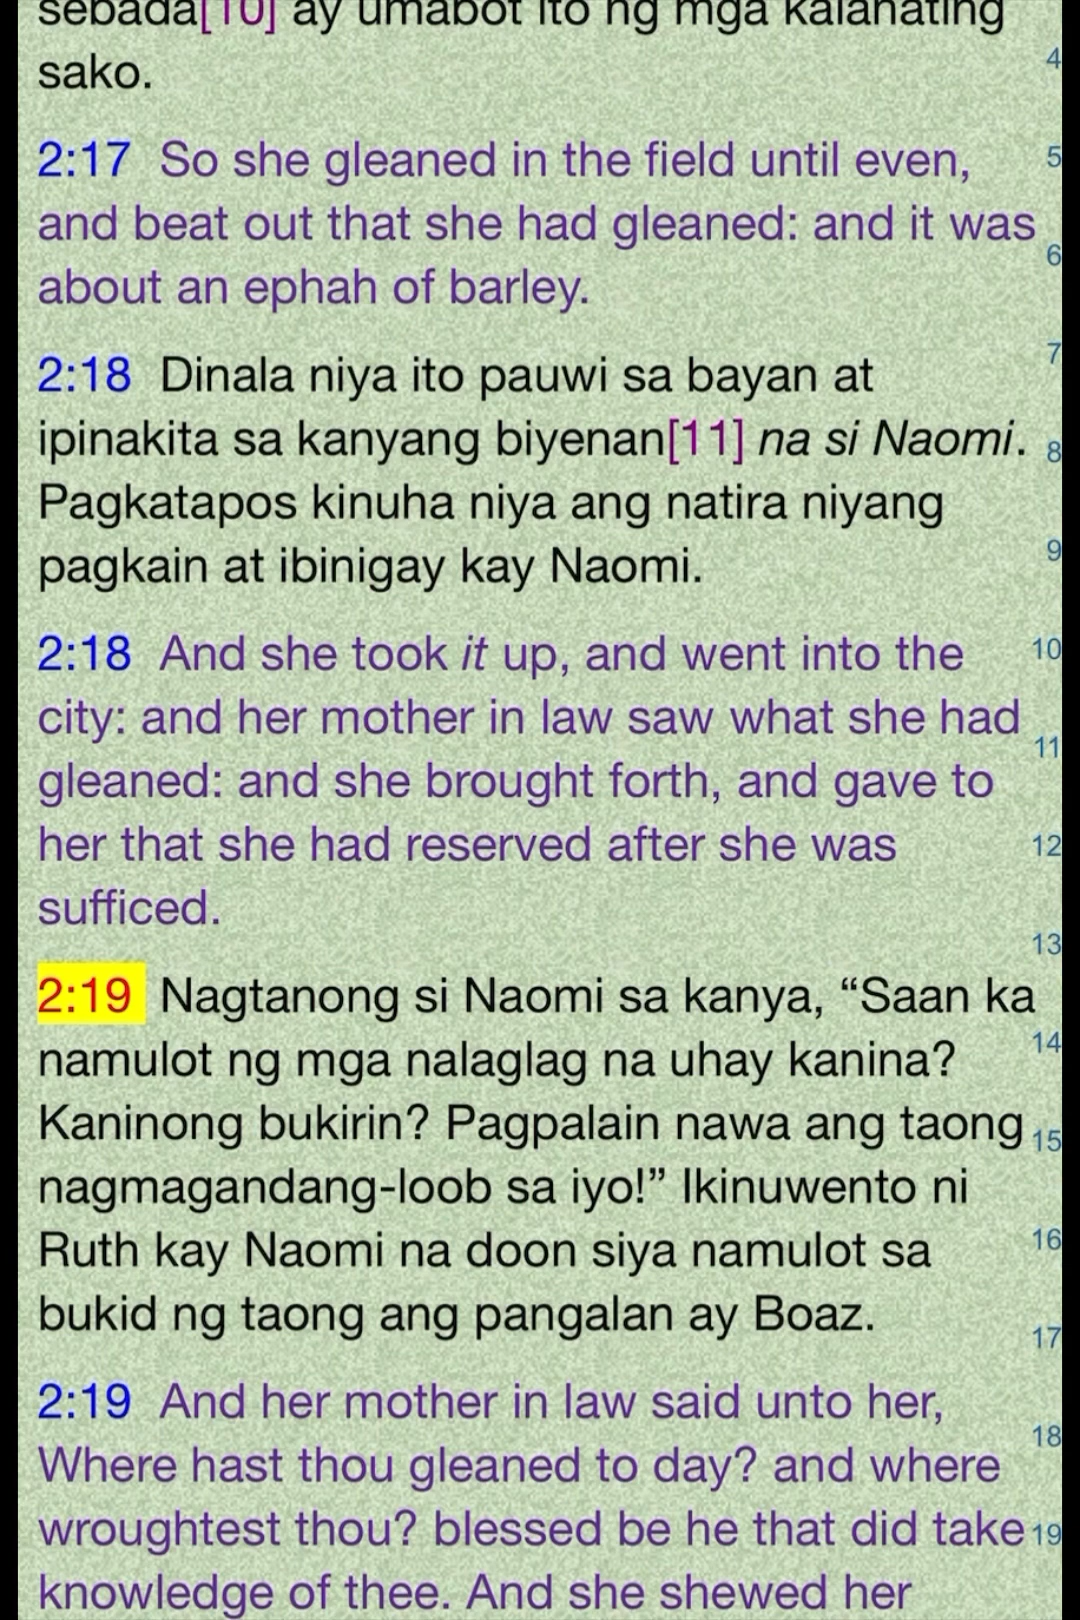 sebada[10] ay umabot ito ng mga kalahating
sako.
2:17 So she gleaned in the field until even,
and beat out that she had gleaned: and it was
about an ephah of barley.
2:18 Dinala niya ito pauwi sa bayan at
ipinakita sa kanyang biyenan[11] na si Naomi.
Pagkatapos kinuha niya ang natira niyang
pagkain at ibinigay kay Naomi.
2:18 And she took it up, and went into the
city: and her mother in law saw what she had
gleaned: and she brought forth, and gave to
her that she had reserved after she was
sufficed.
2:19 Nagtanong si Naomi sa kanya, “Saan ka
namulot ng mga nalaglag na uhay kanina?
Kaninong bukirin? Pagpalain nawa ang taong
nagmagandang-loob sa iyo!” Ikinuwento ni
Ruth kay Naomi na doon siya namulot sa
bukid ng taong ang pangalan ay Boaz.
2:19 And her mother in law said unto her,
Where hast thou gleaned to day? and where
wroughtest thou? blessed be he that did take
knowledge of thee. And she shewed her
4
5
6
7
8
9
10
11
12
13
14
15
16
17
18
19